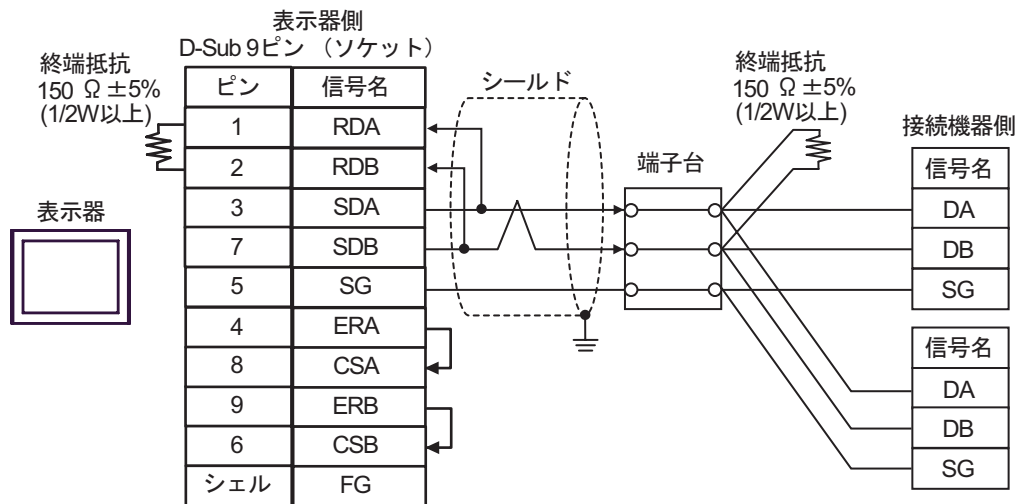 表示器側
D-Sub 9ピン （ソケット）
終端抵抗
150 Ω ±5%
(1/2W以上)
ピン 信号名
1 RDA
2 RDB
3 SDA
7 SDB
5 SG
4 ERA
8 CSA
9 ERB
6 CSB
シェル FG
表示器
シールド
端子台
終端抵抗
150 Ω ±5%
(1/2W以上)
接続機器側
信号名
DA
DB
SG
信号名
DA
DB
SG